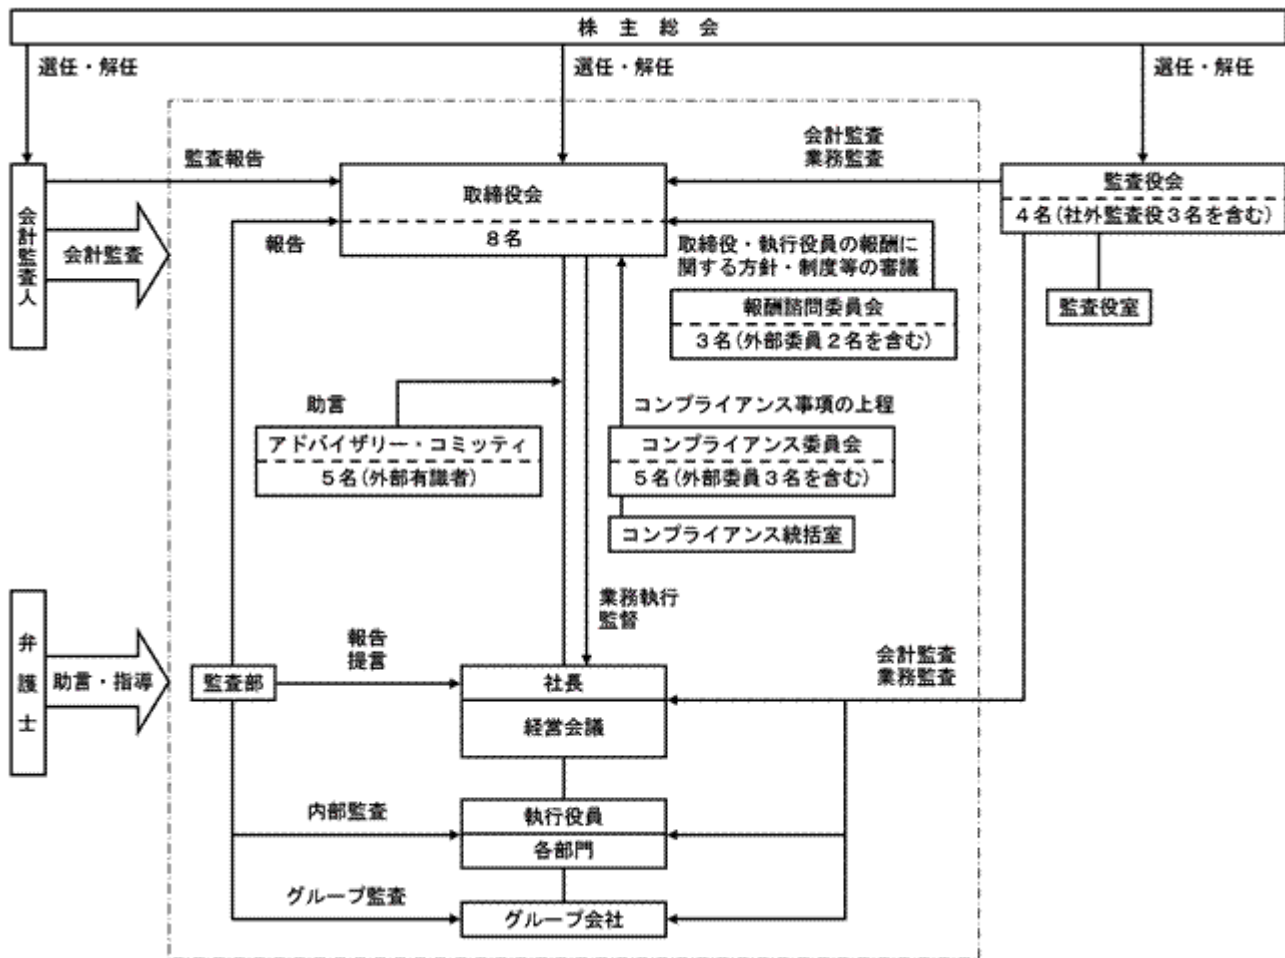 株主総会
選任・解任
選任・解任
選任・解任
会計監査人
会計監査
監査報告
報告
取締役会
8名
会計監査
業務監査
監査役会
4名(社外監査役3名を含む)
監査役室
取締役・執行役員の報酬に
関する方針・制度等の審議
報酬諮問委員会
3名(外部委員2名を含む)
助言
アドバイザリー・コミッティ
5名(外部有識者)
コンプライアンス事項の上程
コンプライアンス委員会
5名(外部委員3名を含む)
コンプライアンス統括室
業務執行
監督
弁護士
助言・指導
監査部
報告
提言
社長
経営会議
会計監査
業務監査
内部監査
執行役員
各部門
グループ監査
グループ会社